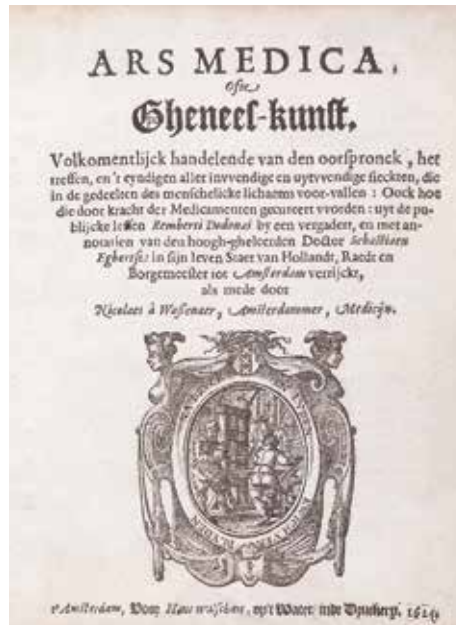 ARS MEDICA,
Ofte
Gheneef-kunst,
Volkomentlijck handelende van den oorspronck, het
treffen, en 't eyndigen aller invvendige en uytvvendige sieckten, die
in de gedeelten des menschelicke lichaems voor-vallen : Oock hoe
die door kracht der Medicamenten gecureert vvorden : uyt de pu-
blijcke lessen Remberti Dodonei by een vergadert, en met an-
notatien van den hoogh-gheleerden Doctor Sebastiaen
Egbertsz: in sijn leven Staet van Hollandt, Raedt en
Borgemeester tot Amsterdam verrijckt,
als mede door
Nicolaes à Wassenaer, Amsterdammer, Medicijn.
t'Amsterdam, Voor Hans Walschaert, op't Water inde Druckery. 1624